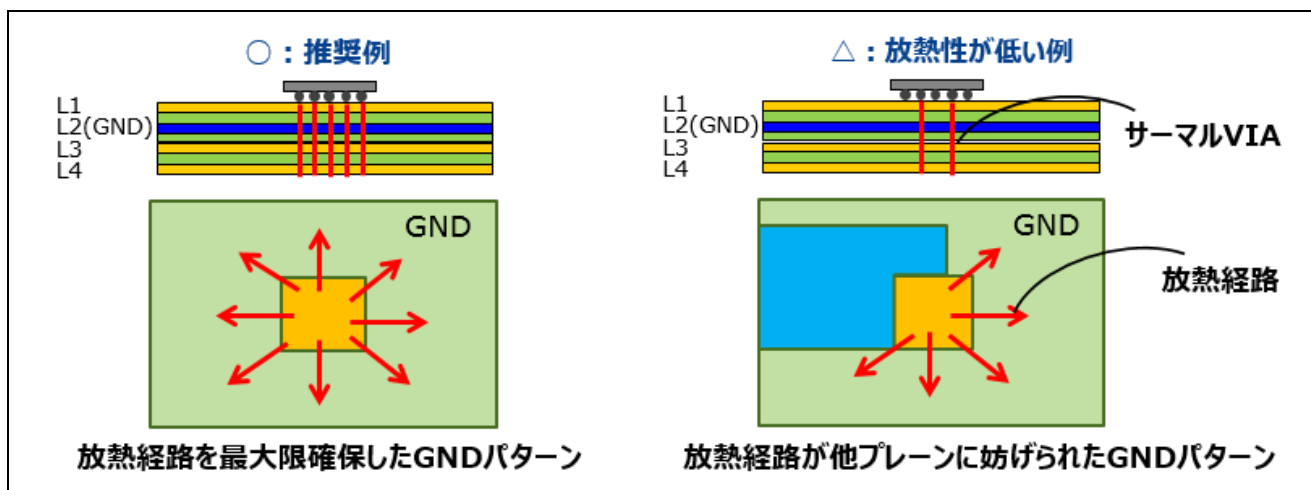 ○：推奨例
L1
L2(GND)
L3
L4
GND
放熱経路を最大限確保したGNDパターン
△：放熱性が低い例
L1
L2(GND)
L3
L4
サーマルVIA
GND
放熱経路
放熱経路が他プレーンに妨げられたGNDパターン